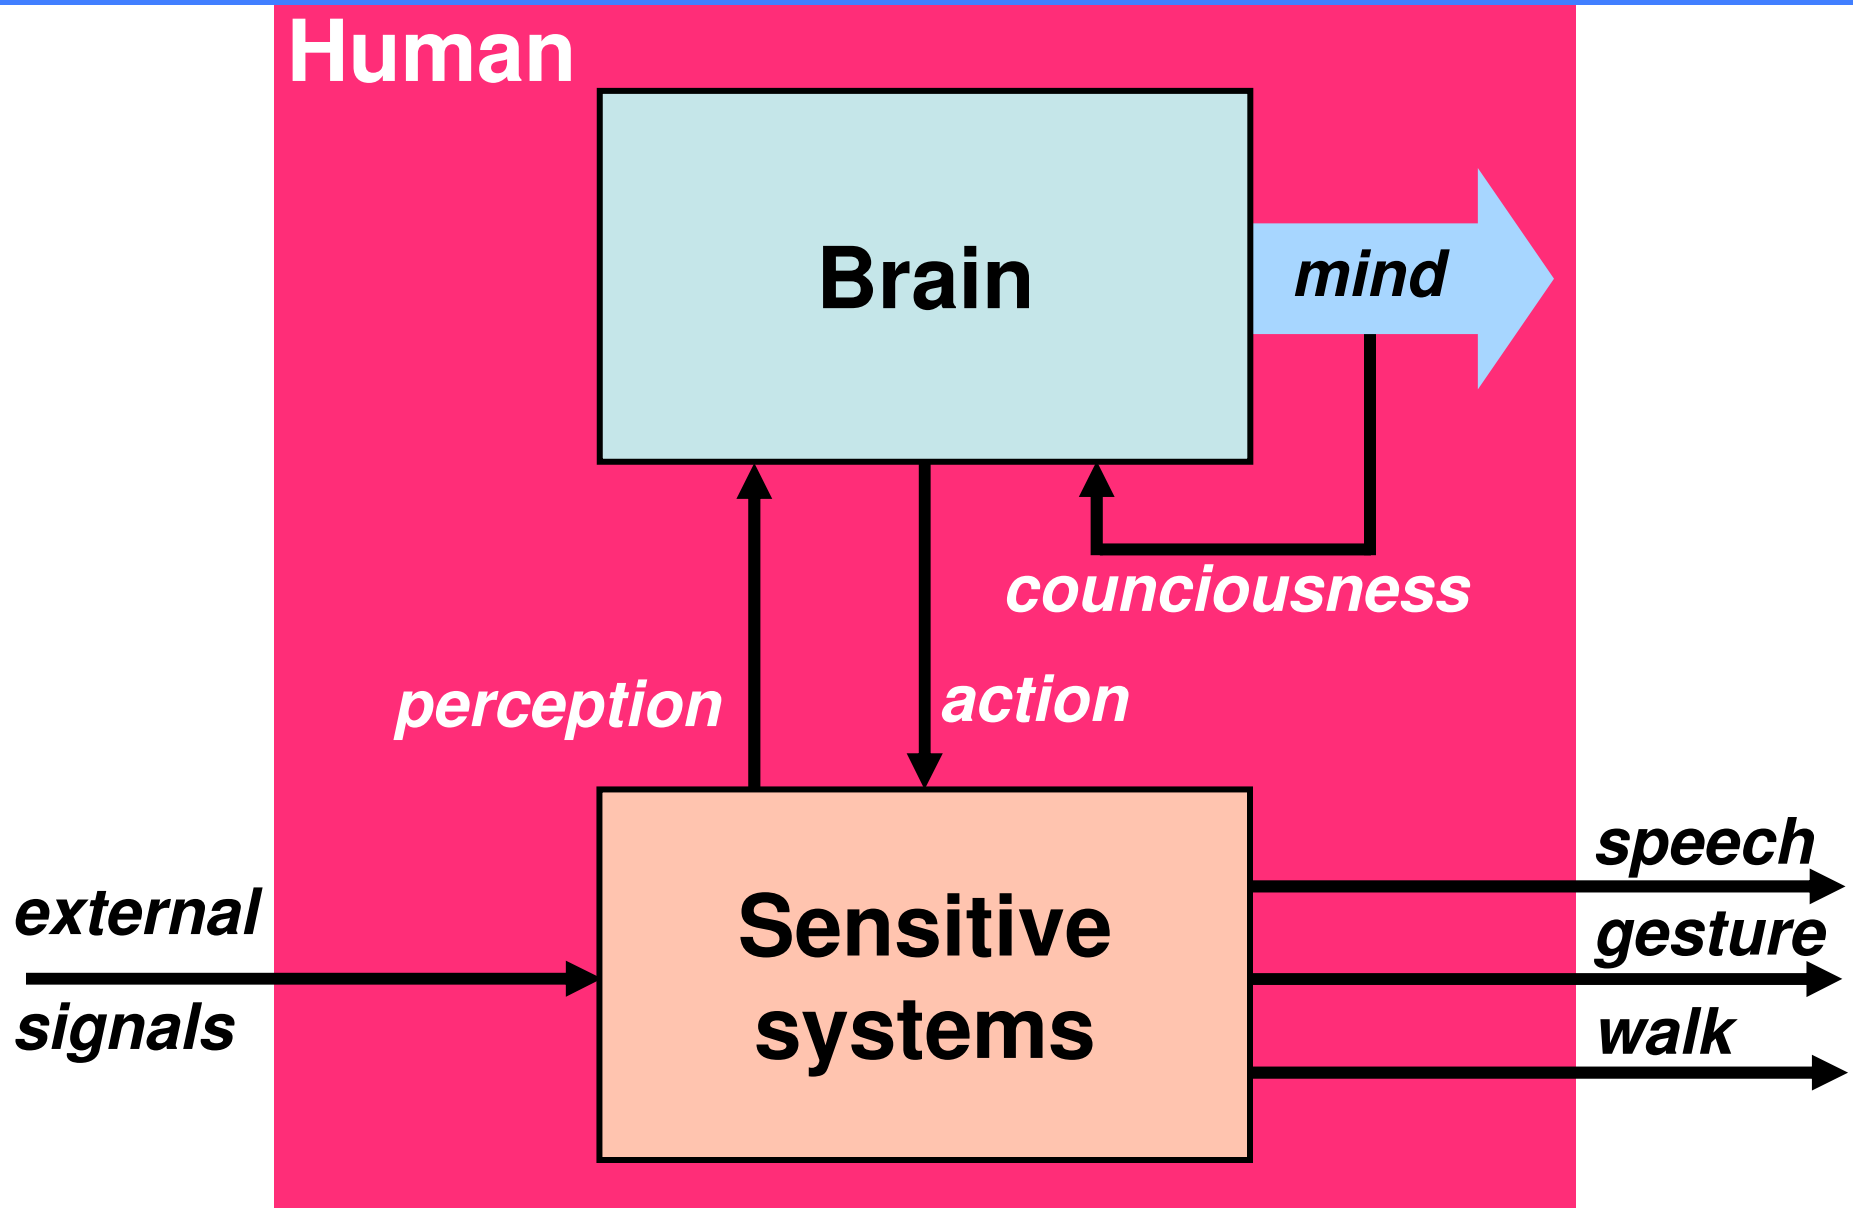 Human
Brain
mind
counciousness
perception
action
external
signals
Sensitive
systems
speech
gesture
walk